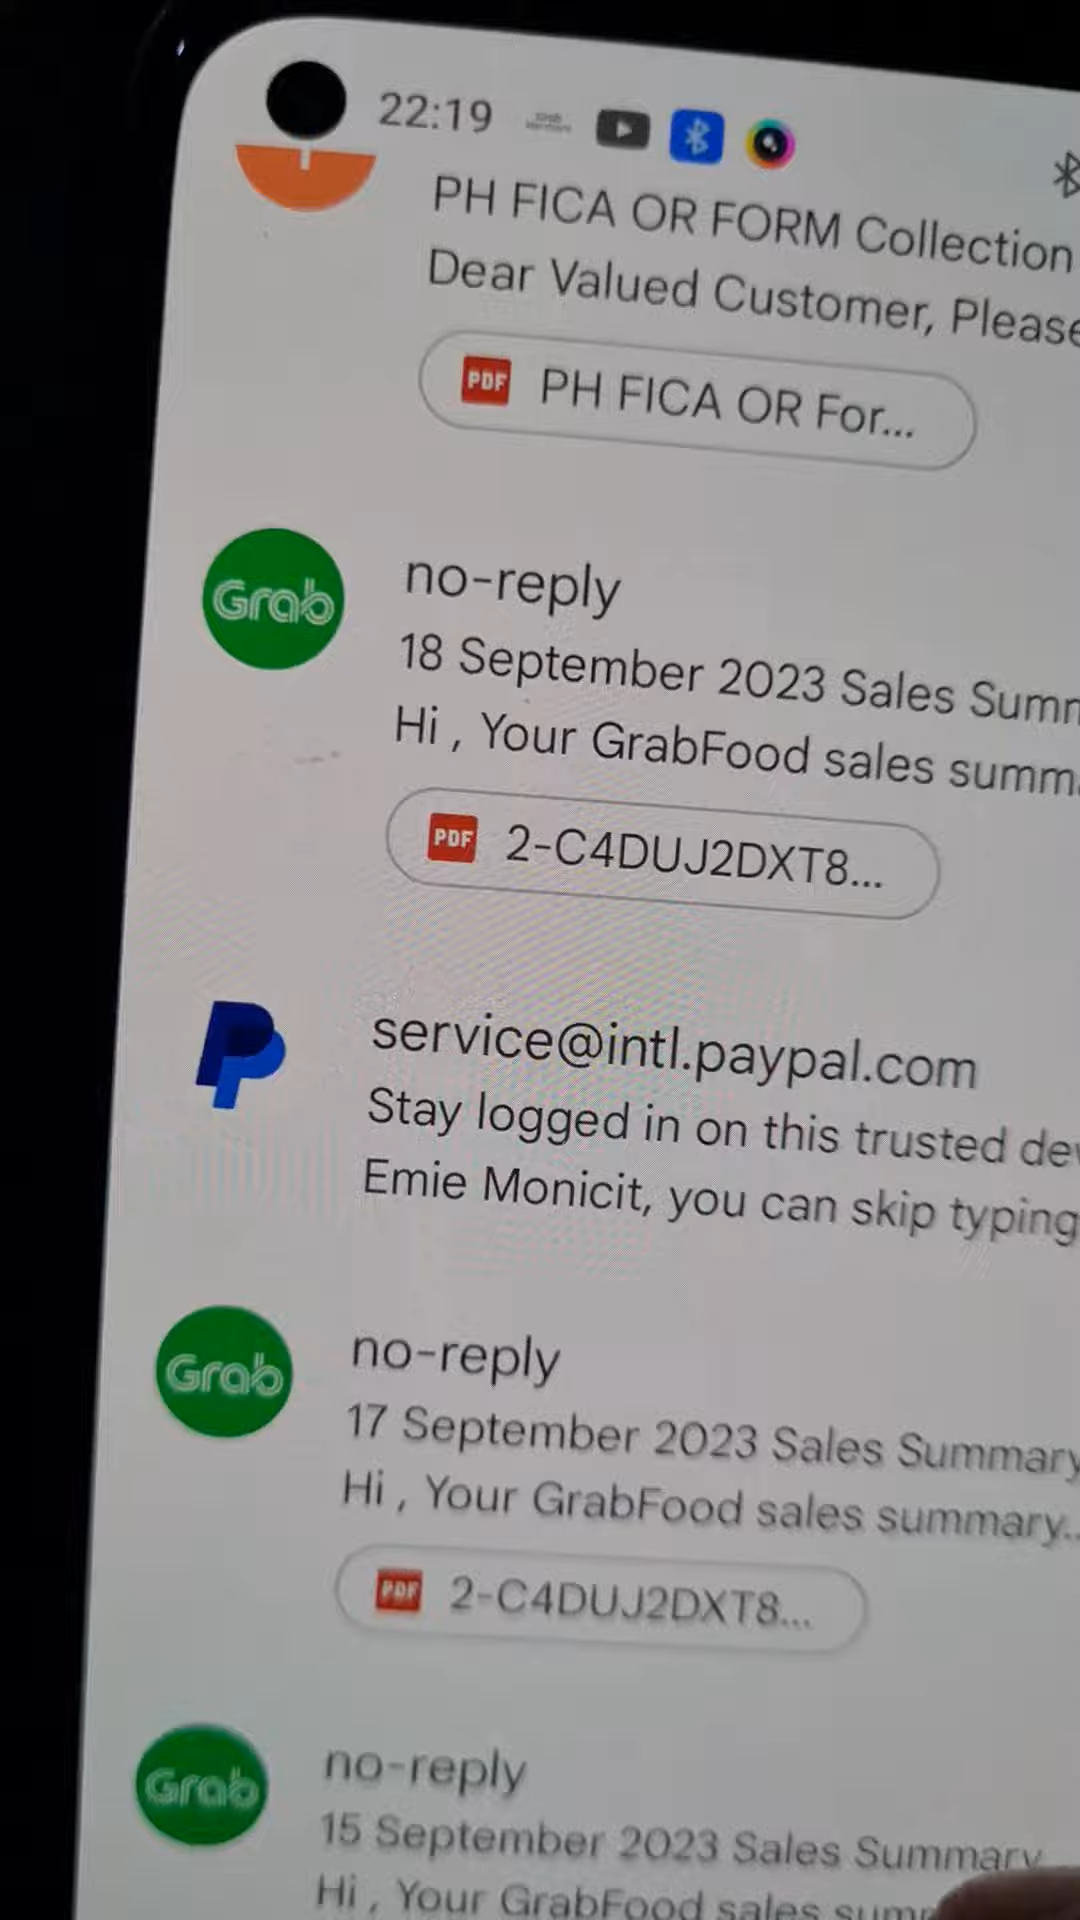 22:19
PH FICA OR FORM Collection
Dear Valued Customer, Please
PDF PH FICA OR For...
Grab
no-reply
18 September 2023 Sales Summ
Hi , Your GrabFood sales summ
PDF 2-C4DUJ2DXT8...
service@intl.paypal.com
Stay logged in on this trusted dev
Emie Monicit, you can skip typing
Grab
no-reply
17 September 2023 Sales Summary
Hi , Your GrabFood sales summary...
PDF 2-C4DUJ2DXT8...
Grab
no-reply
15 September 2023 Sales Summary
Hi , Your GrabFood sales summ